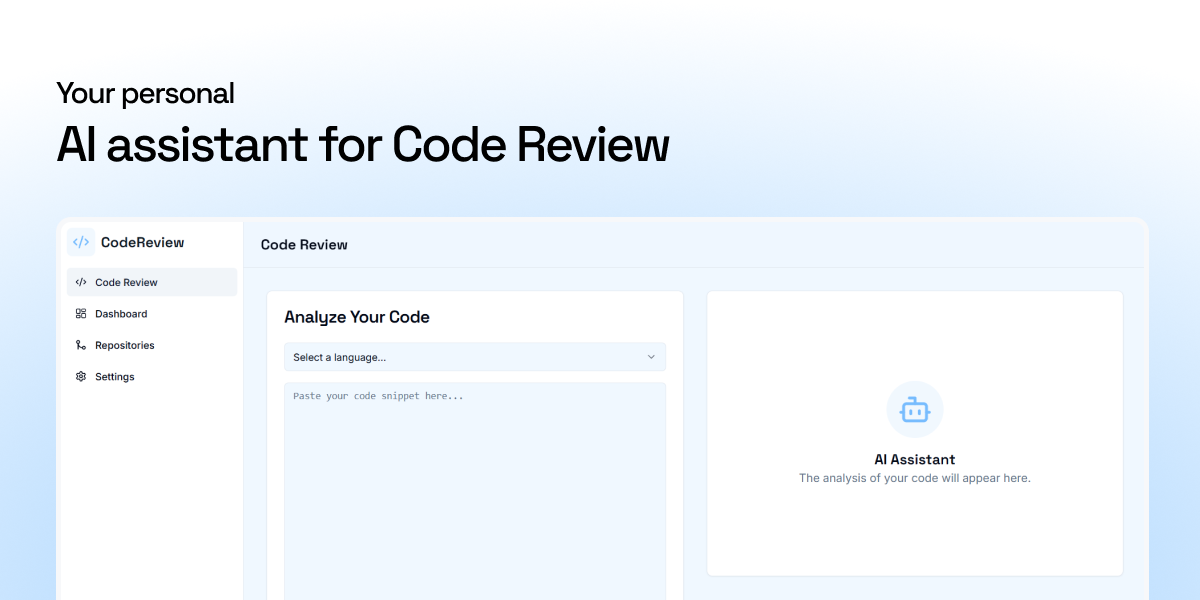 Your personal
AI assistant for Code Review
</> CodeReview
Code Review
</> Code Review
Dashboard
Repositories
Settings
Analyze Your Code
Select a language...
Paste your code snippet here...
AI Assistant
The analysis of your code will appear here.